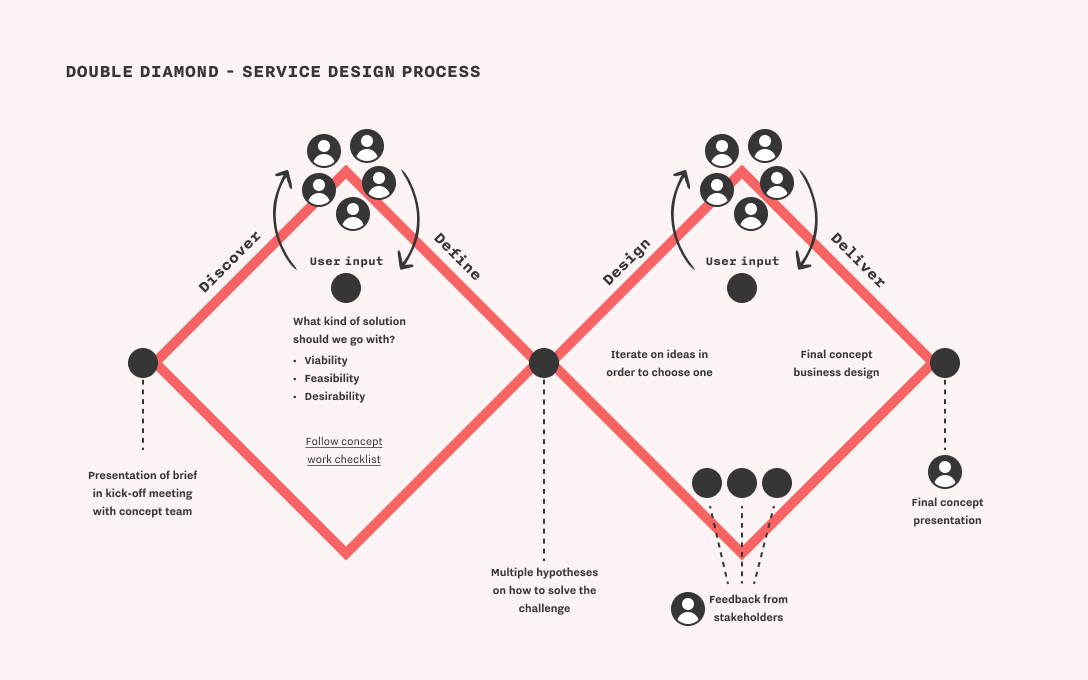 DOUBLE DIAMOND - SERVICE DESIGN PROCESS
Discover
Define
User input
What kind of solution
should we go with?
• Viability
• Feasibility
• Desirability
Follow concept
work checklist
Presentation of brief
in kick-off meeting
with concept team
Multiple hypotheses
on how to solve the
challenge
Design
Deliver
User input
Iterate on ideas in
order to choose one
Final concept
business design
Feedback from
stakeholders
Final concept
presentation